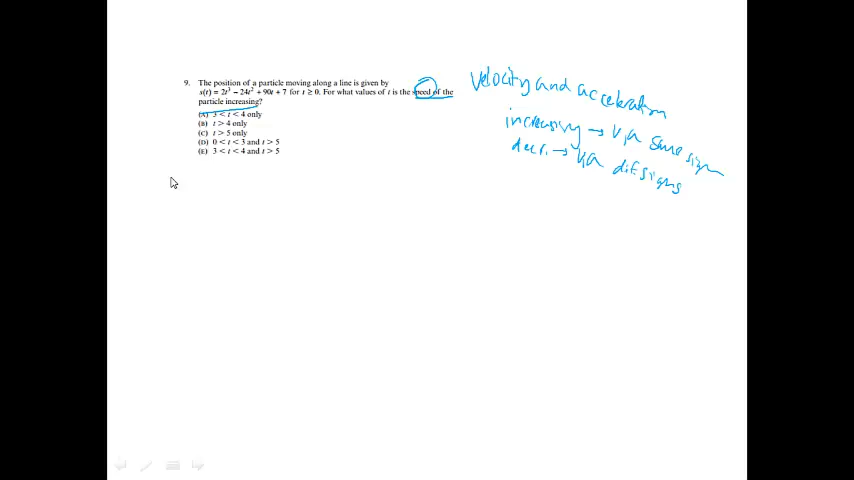 9. The position of a particle moving along a line is given by
s(t) = 2t³ − 24t² + 90t + 7 for t ≥ 0. For what values of t is the speed of the
particle increasing?
(A) 3 < t < 4 only
(B) t > 4 only
(C) t > 5 only
(D) 0 < t < 3 and t > 5
(E) 3 < t < 4 and t > 5
Velocity and acceleration
increasing → v, a same sign
decr. → v, a dif. signs